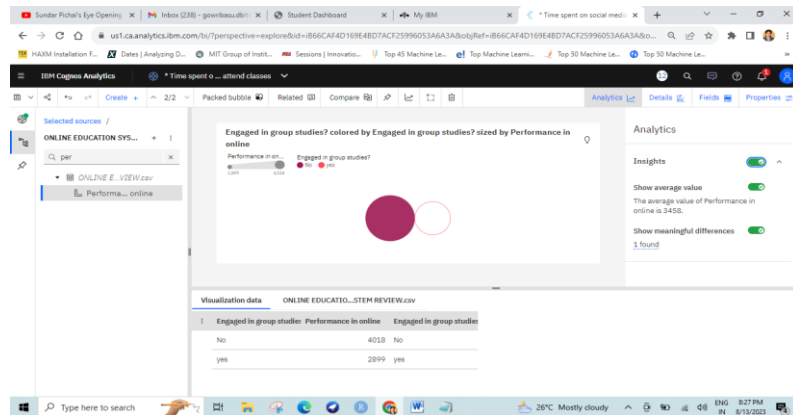 Sundar Pichai's Eye Opening
Inbox (238) - gowribasu.dbit
Student Dashboard
My IBM
* Time spent on social media
us1.ca.analytics.ibm.com/bi/?perspective=explore&id=i866CAF4D169E4BD7ACF25996053A6A3A&objRef=i866CAF4D169E4BD7ACF25996053A6A3A&o...
HAXM Installation F...
Dates | Analyzing D...
MIT Group of Instit...
Sessions | Innovatio...
Top 45 Machine Le...
Top Machine Learni...
Top 50 Machine Le...
Top 50 Machine Le...
IBM Cognos Analytics
* Time spent o ... attend classes
12
Create +
2/2
Packed bubble
Related
Compare
Analytics
Details
Fields
Properties
Selected sources /
ONLINE EDUCATION SYS...
per
ONLINE E...VIEW.csv
Performa... online
Engaged in group studies? colored by Engaged in group studies? sized by Performance in
online
Performance in on...
Engaged in group studies?
No
yes
4,018
Analytics
Insights
Show average value
The average value of Performance in
online is 3458.
Show meaningful differences
1 found
Visualization data
ONLINE EDUCATIO...STEM REVIEW.csv
Engaged in group studies Performance in online Engaged in group studies
No 4018 No
yes 2899 yes
Type here to search
26°C Mostly cloudy
ENG
IN
8:27 PM
8/13/2023